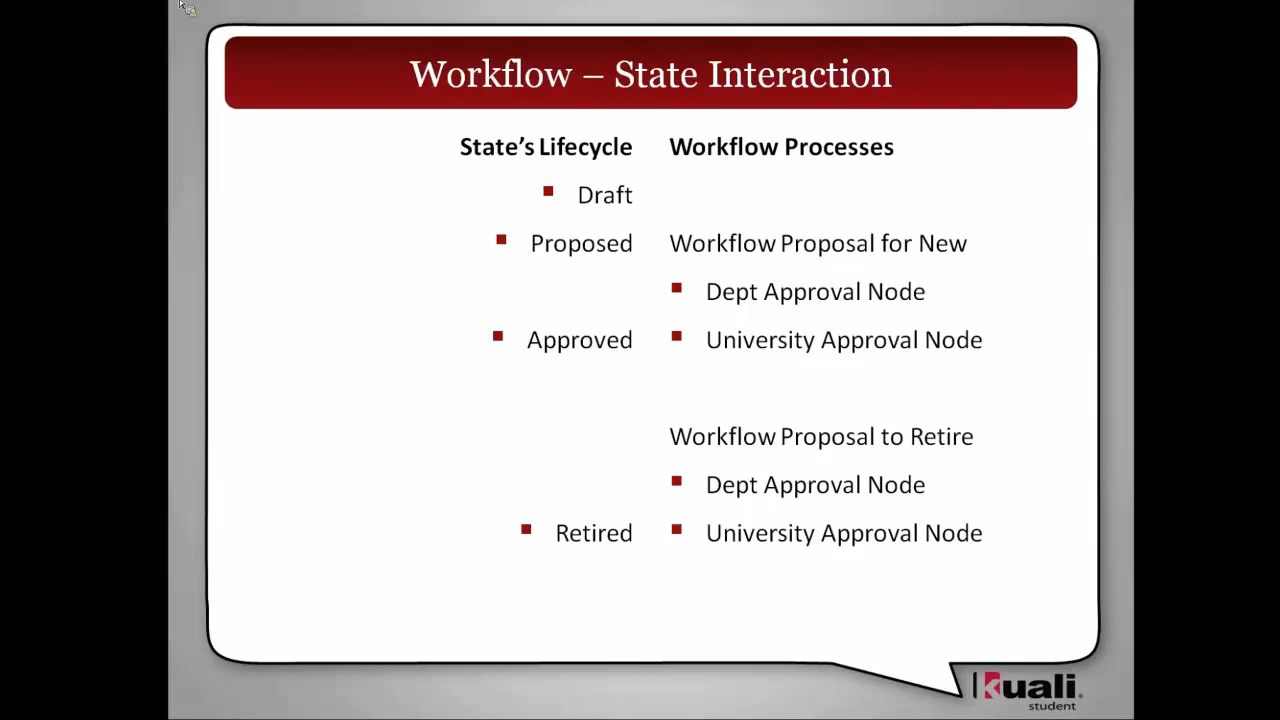 Workflow – State Interaction
State's Lifecycle Workflow Processes
Draft
Proposed Workflow Proposal for New
Dept Approval Node
Approved University Approval Node
Workflow Proposal to Retire
Dept Approval Node
Retired University Approval Node
Kuali
student